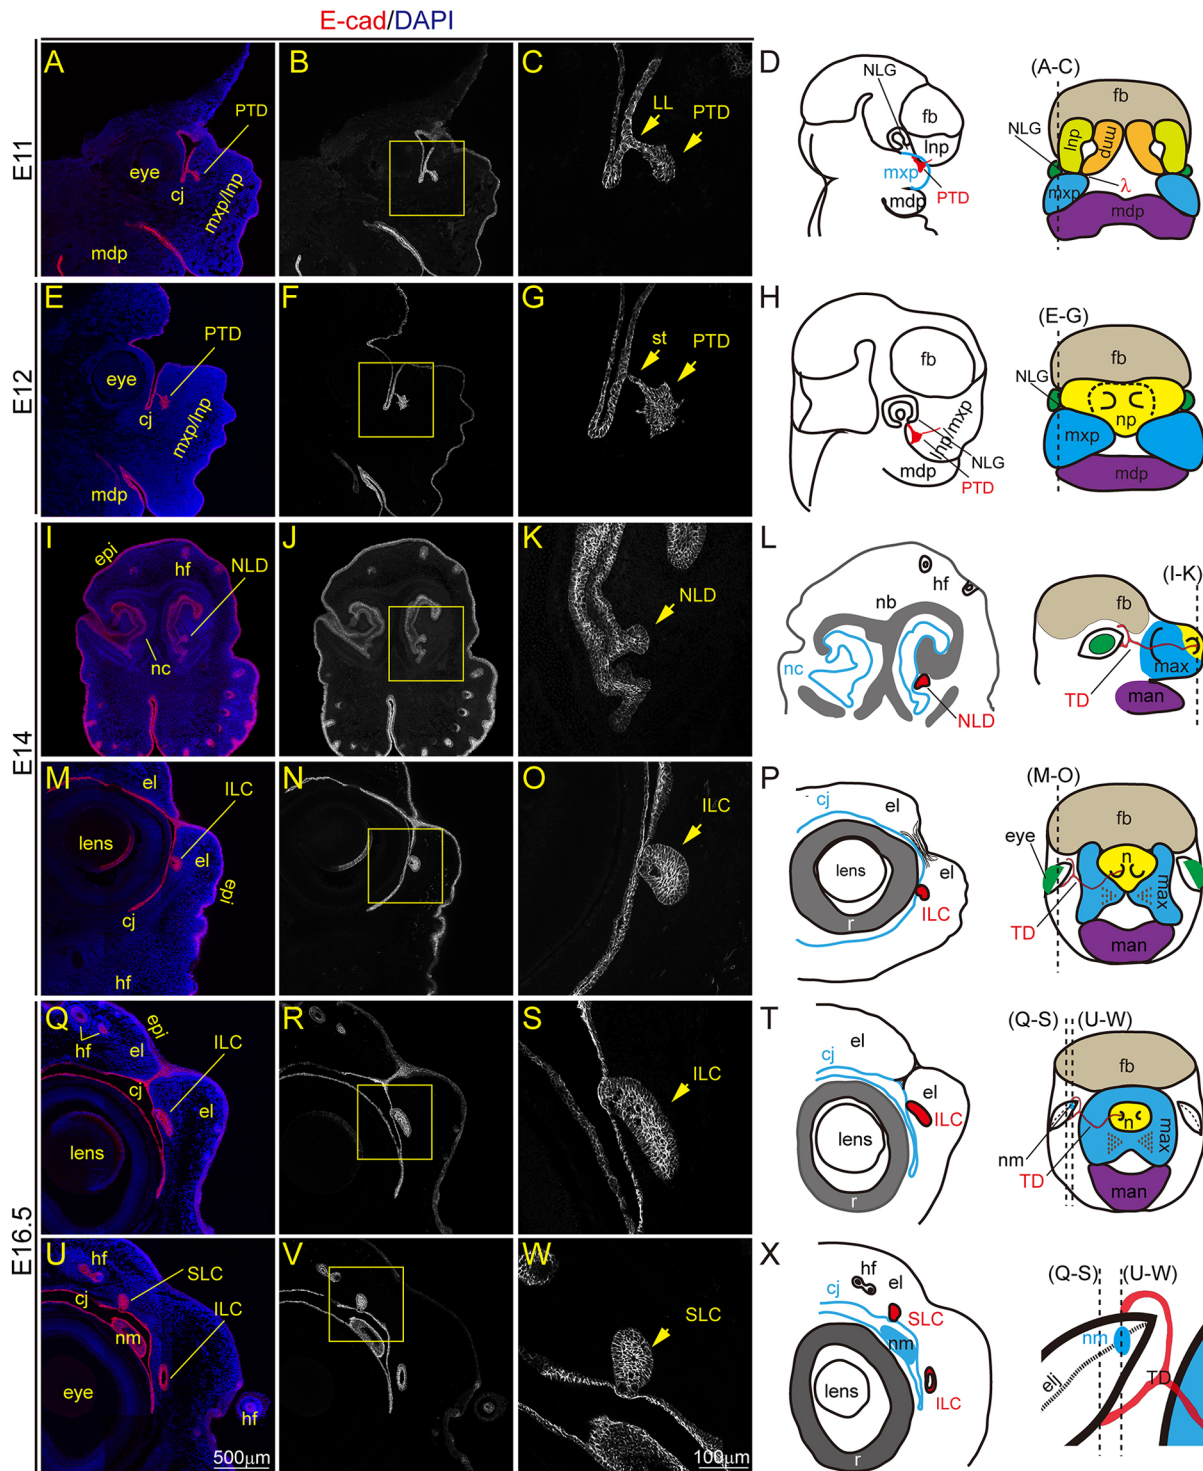 E-cad/DAPI
E11
A
PTD
eye
cj
mxp/lnp
mdp
B
C
LL
PTD
D
NLG
fb
lnp
mxp
mdp
PTD
(A-C)
fb
NLG
lnp
mnp
mxp
λ
mdp
E12
E
PTD
eye
cj
mxp/lnp
mdp
F
G
st
PTD
H
fb
lnp/mxp
mdp
NLG
PTD
(E-G)
fb
NLG
np
mxp
mdp
E14
I
epi
hf
NLD
nc
J
K
NLD
L
hf
nb
nc
NLD
(I-K)
fb
max
TD
man
M
el
ILC
lens
el
epi
cj
hf
N
O
ILC
P
cj
el
lens
el
ILC
r
(M-O)
fb
eye
n
max
TD
man
E16.5
Q
epi
hf
el
ILC
cj
el
lens
R
S
ILC
T
el
cj
el
lens
ILC
r
(Q-S)
(U-W)
fb
n
max
nm
TD
man
U
hf
SLC
cj
ILC
nm
eye
hf
500µm
V
W
SLC
100µm
X
hf
el
cj
SLC
nm
lens
ILC
r
(Q-S)
(U-W)
nm
elj
TD